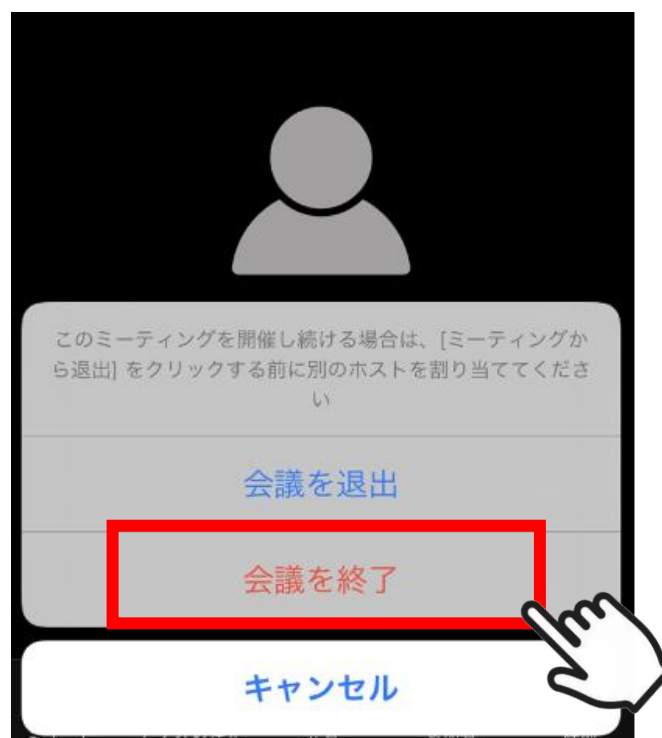 このミーティングを開催し続ける場合は、[ミーティングか
ら退出] をクリックする前に別のホストを割り当ててくださ
い
会議を退出
会議を終了
キャンセル